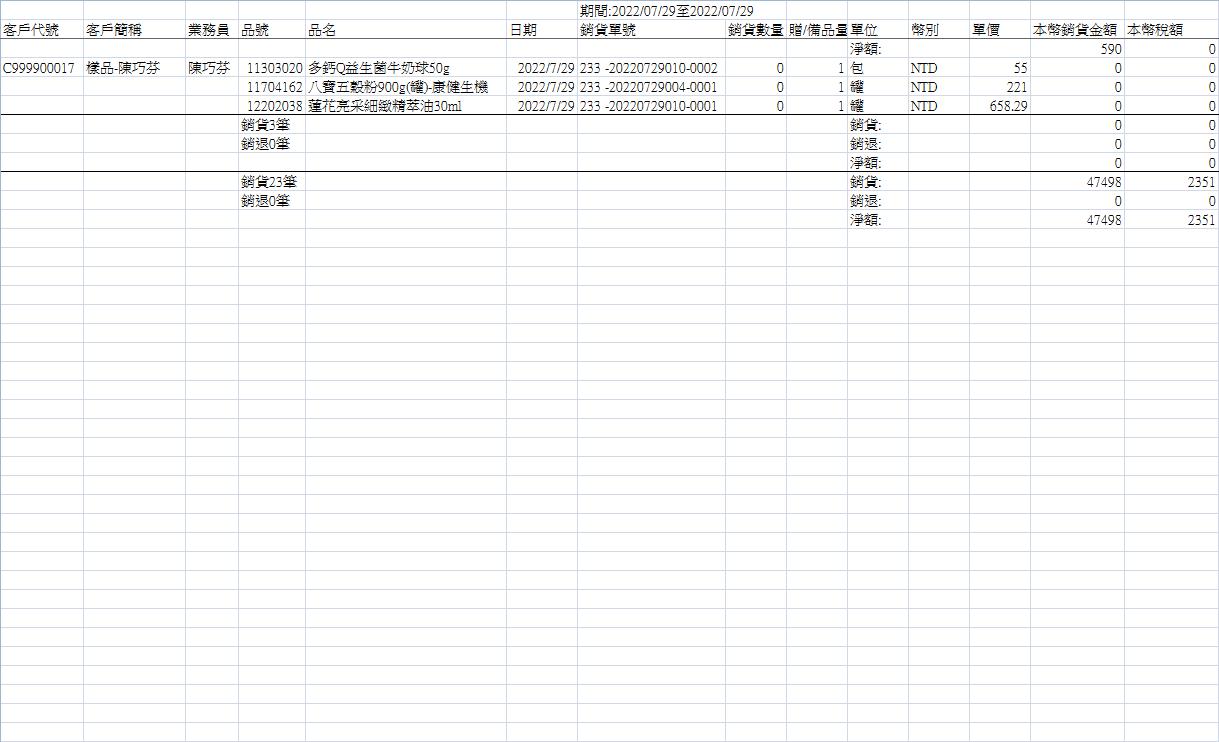 期間:2022/07/29至2022/07/29
客戶代號 客戶簡稱 業務員 品號 品名 日期 銷貨單號 銷貨數量 贈/備品量 單位 幣別 單價 本幣銷貨金額 本幣稅額
淨額: 590 0
C999900017 樣品-陳巧芬 陳巧芬 11303020 多鈣Q益生菌牛奶球50g 2022/7/29 233 -20220729010-0002 0 1 包 NTD 55 0 0
11704162 八寶五穀粉900g(罐)-康健生機 2022/7/29 233 -20220729004-0001 0 1 罐 NTD 221 0 0
12202038 蓮花亮采細緻精萃油30ml 2022/7/29 233 -20220729010-0001 0 1 罐 NTD 658.29 0 0
銷貨3筆 銷貨: 0 0
銷退0筆 銷退: 0 0
淨額: 0 0
銷貨23筆 銷貨: 47498 2351
銷退0筆 銷退: 0 0
淨額: 47498 2351